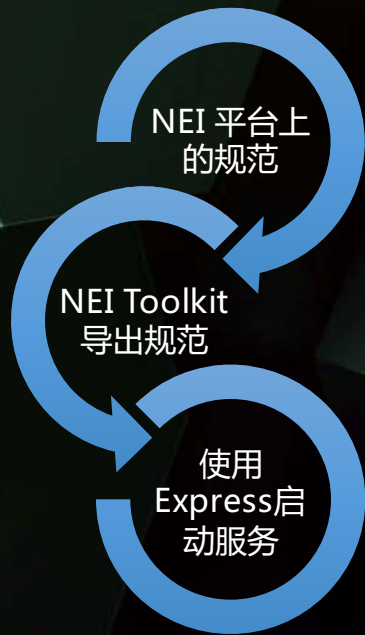 NEI 平台上
的规范
NEI Toolkit
导出规范
使用
Express启
动服务